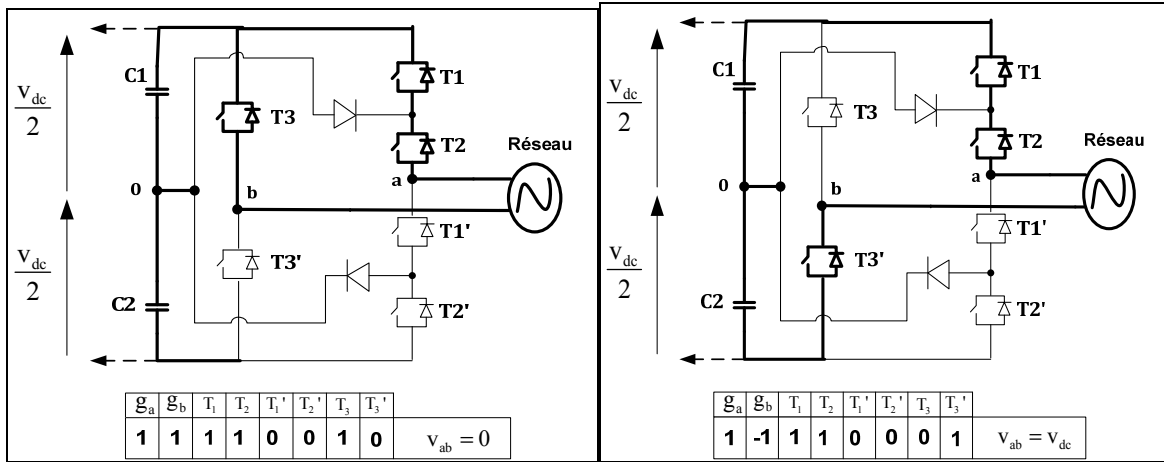 C1
v_dc/2
T1
T3
T2
Réseau
0
b
a
T1'
T3'
v_dc/2
C2
T2'
g_a g_b T_1 T_2 T_1' T_2' T_3 T_3'
1 1 1 1 0 0 1 0 v_ab = 0
C1
v_dc/2
T1
T3
T2
Réseau
0
b
a
T1'
T3'
v_dc/2
C2
T2'
g_a g_b T_1 T_2 T_1' T_2' T_3 T_3'
1 -1 1 1 0 0 0 1 v_ab = v_dc